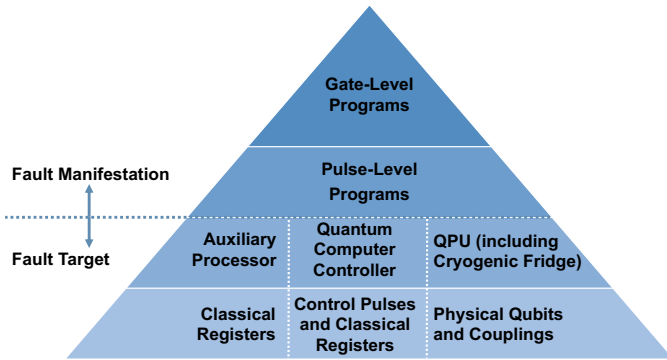 Gate-Level
Programs
Fault Manifestation
Pulse-Level
Programs
Fault Target
Auxiliary
Processor
Quantum
Computer
Controller
QPU (including
Cryogenic Fridge)
Classical
Registers
Control Pulses
and Classical
Registers
Physical Qubits
and Couplings